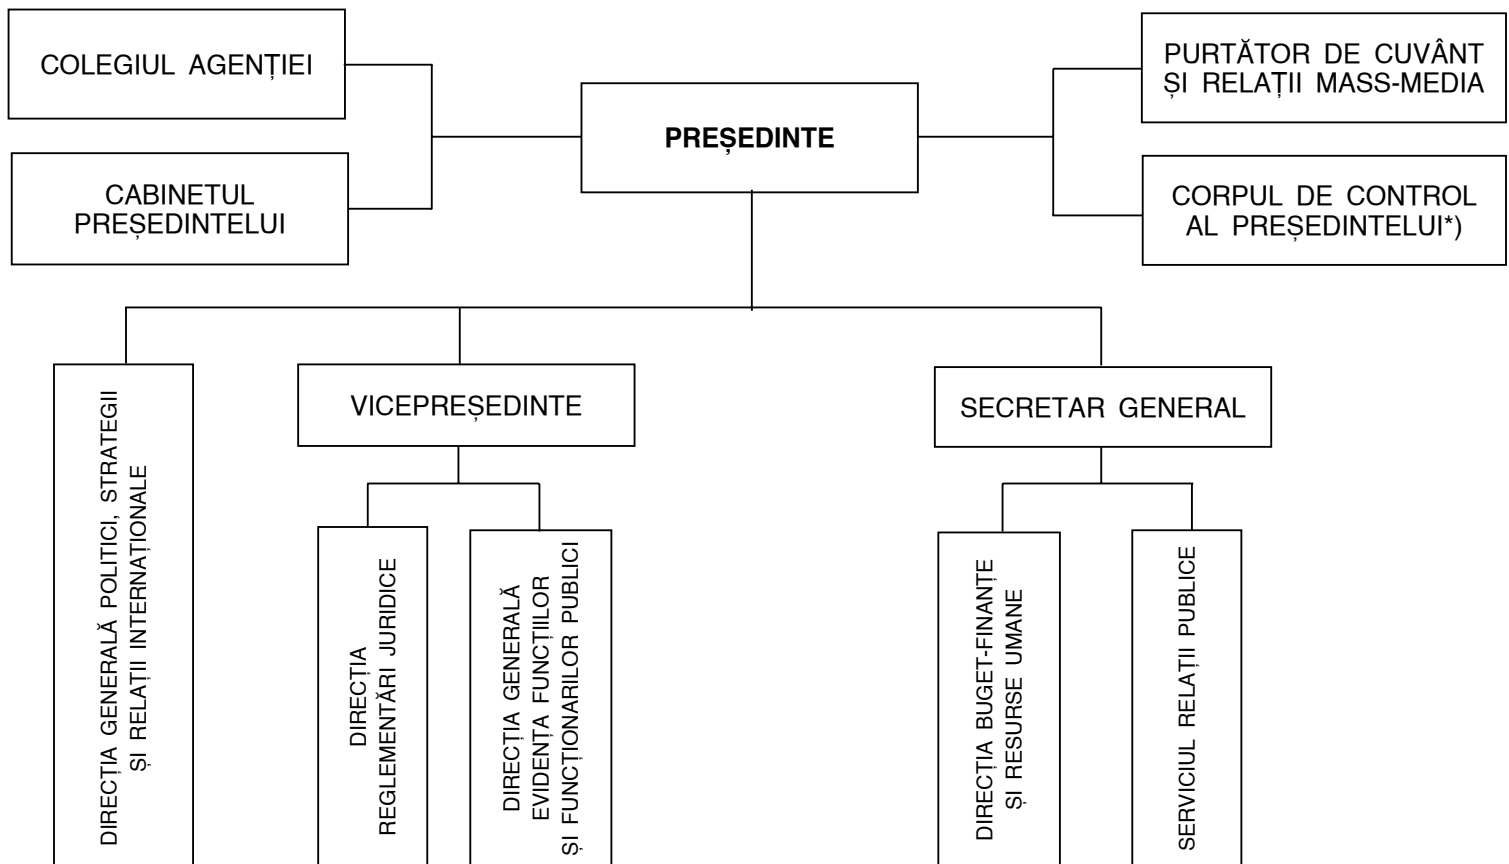 COLEGIUL AGENȚIEI
PREȘEDINTE
PURTĂTOR DE CUVÂNT
ȘI RELAȚII MASS-MEDIA
CABINETUL
PREȘEDINTELUI
CORPUL DE CONTROL
AL PREȘEDINTELUI*)
DIRECȚIA GENERALĂ POLITICI, STRATEGII
ȘI RELAȚII INTERNAȚIONALE
VICEPREȘEDINTE
DIRECȚIA
REGLEMENTĂRI JURIDICE
DIRECȚIA GENERALĂ
EVIDENȚA FUNCȚIILOR
ȘI FUNCȚIONARILOR PUBLICI
SECRETAR GENERAL
DIRECȚIA BUGET-FINANȚE
ȘI RESURSE UMANE
SERVICIUL RELAȚII PUBLICE